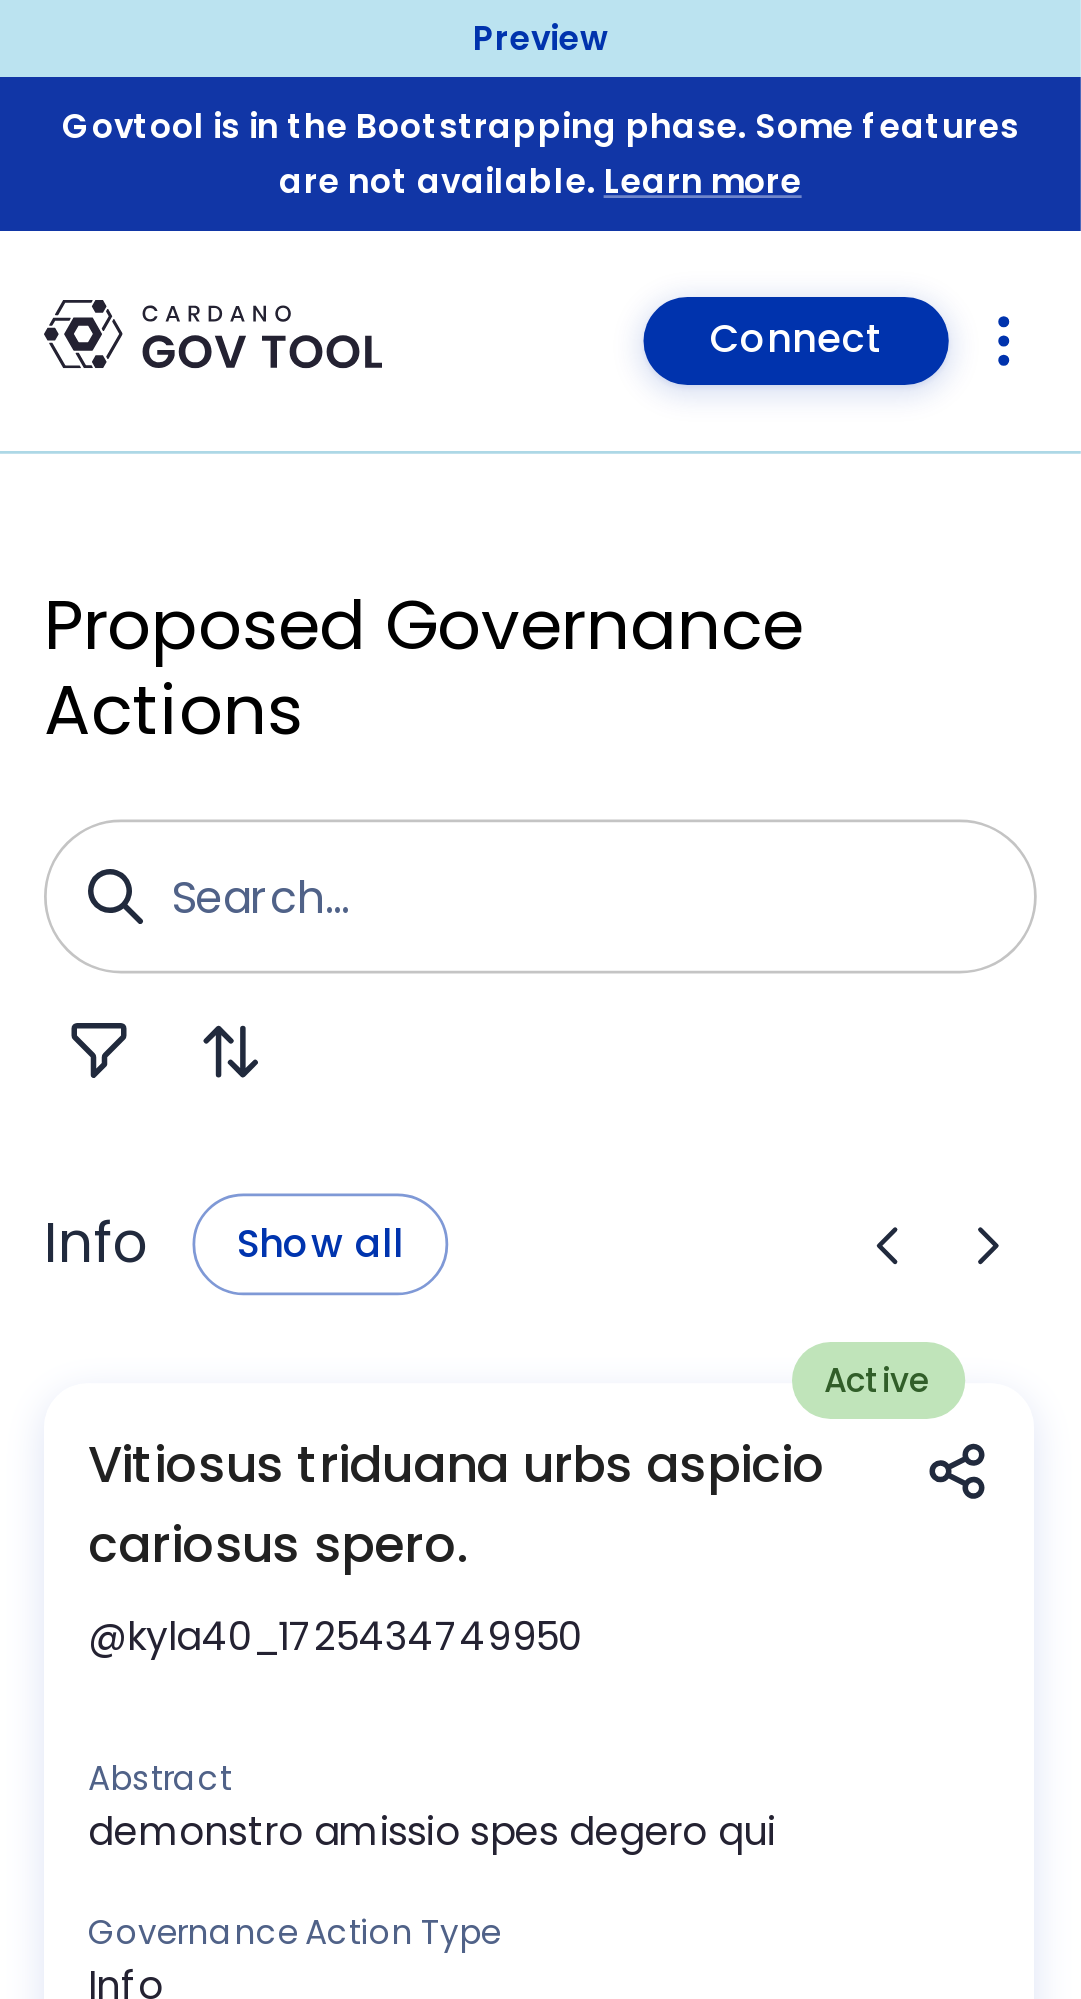 Preview
Govtool is in the Bootstrapping phase. Some features
are not available. Learn more
CARDANO
GOV TOOL
Connect
Proposed Governance
Actions
Search...
Info
Show all
Active
Vitiosus triduana urbs aspicio
cariosus spero.
@kyla40_1725434749950
Abstract
demonstro amissio spes degero qui
Governance Action Type
Info